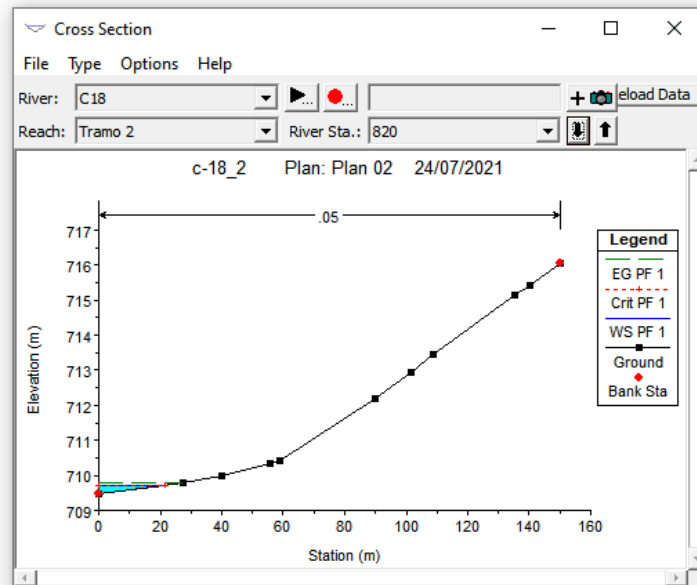 Cross Section
File Type Options Help
River: C18 ... ... + eload Data
Reach: Tramo 2 River Sta.: 820
c-18_2 Plan: Plan 02 24/07/2021
.05
717
716
715
714
713
712
711
710
709
Elevation (m)
0 20 40 60 80 100 120 140 160
Station (m)
Legend
EG PF 1
Crit PF 1
WS PF 1
Ground
Bank Sta